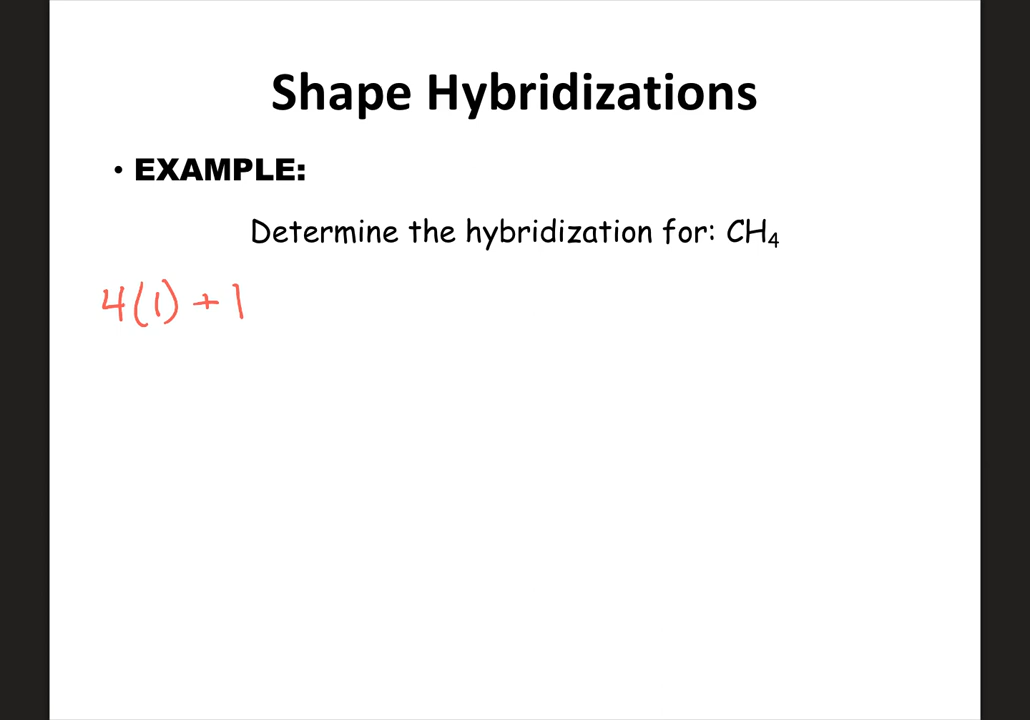 Shape Hybridizations
• EXAMPLE:
Determine the hybridization for: CH₄
4(1) + 1